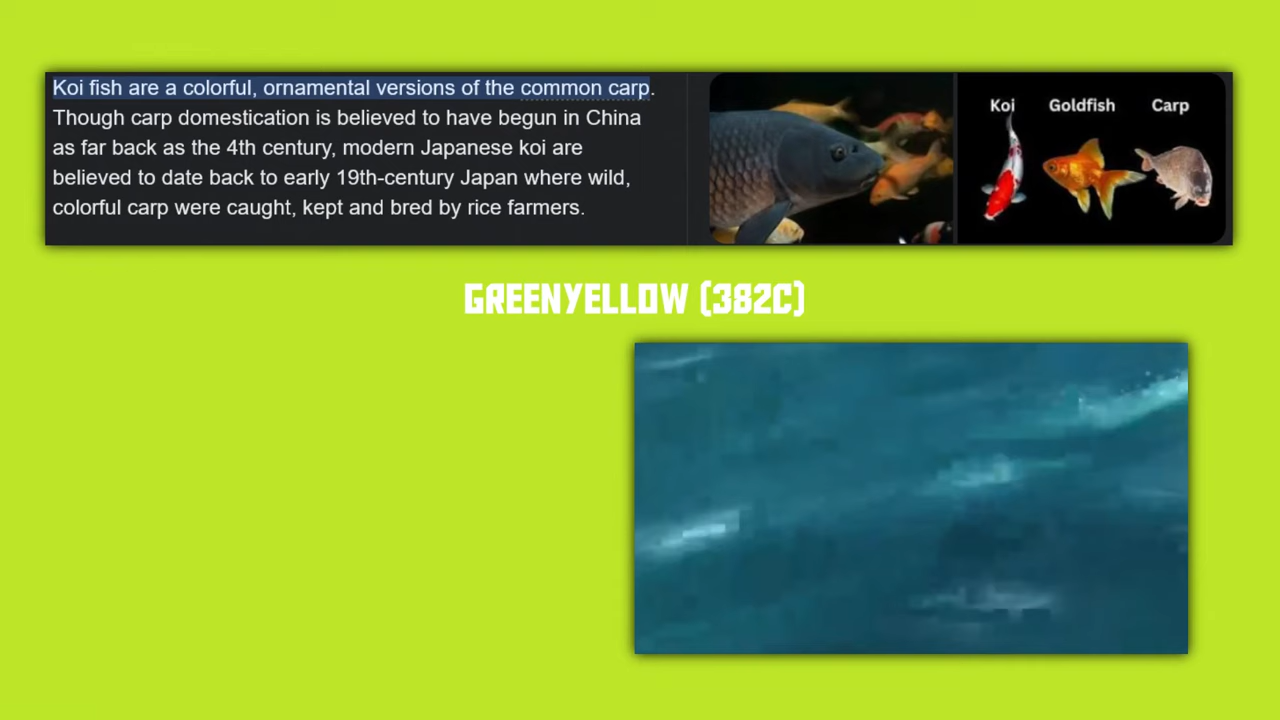 Koi fish are a colorful, ornamental versions of the common carp.
Though carp domestication is believed to have begun in China
as far back as the 4th century, modern Japanese koi are
believed to date back to early 19th-century Japan where wild,
colorful carp were caught, kept and bred by rice farmers.
Koi Goldfish Carp
GREENYELLOW (382C)